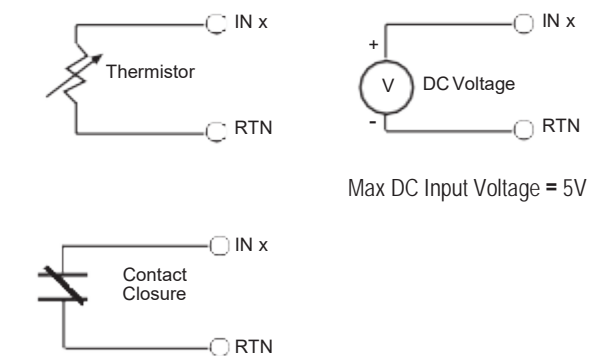 IN x
Thermistor
RTN
IN x
+
V
DC Voltage
-
RTN
Max DC Input Voltage = 5V
IN x
Contact
Closure
RTN